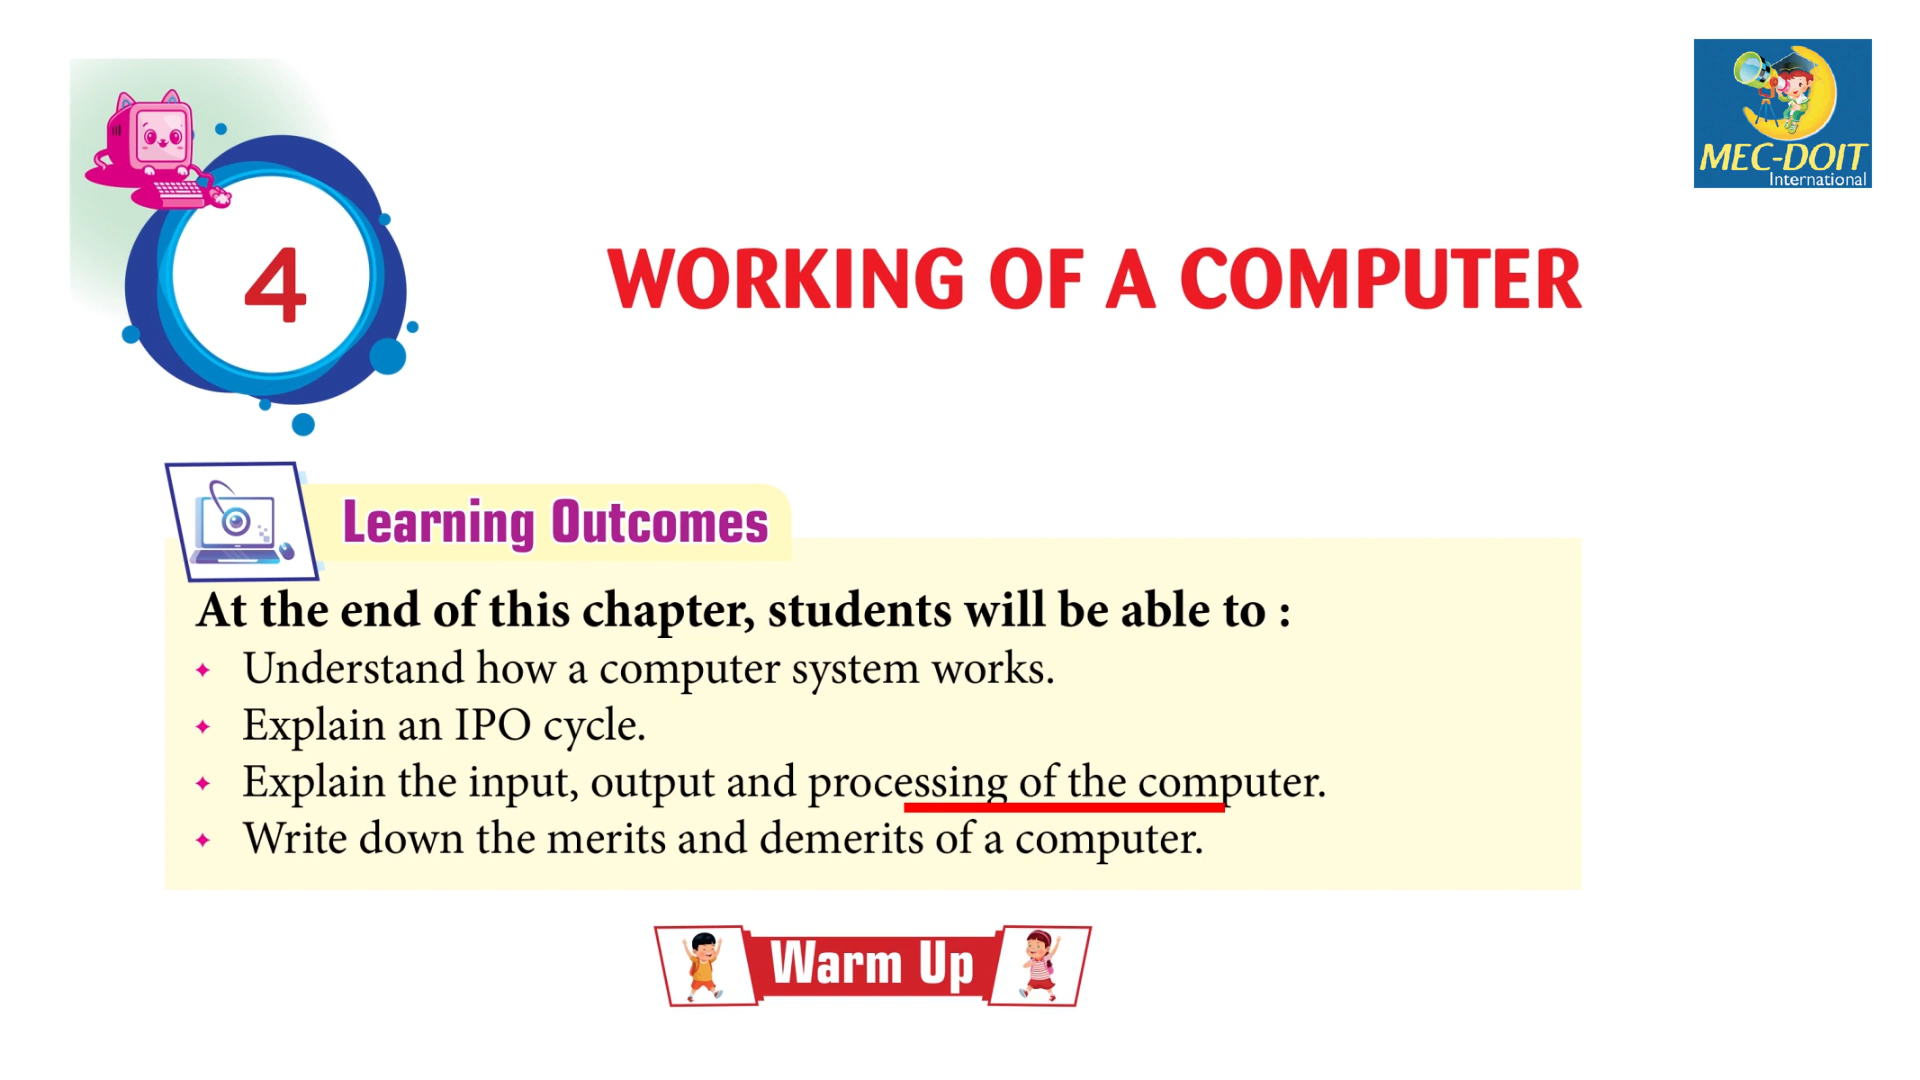 MEC-DOIT
International
4
WORKING OF A COMPUTER
Learning Outcomes
At the end of this chapter, students will be able to :
Understand how a computer system works.
Explain an IPO cycle.
Explain the input, output and processing of the computer.
Write down the merits and demerits of a computer.
Warm Up